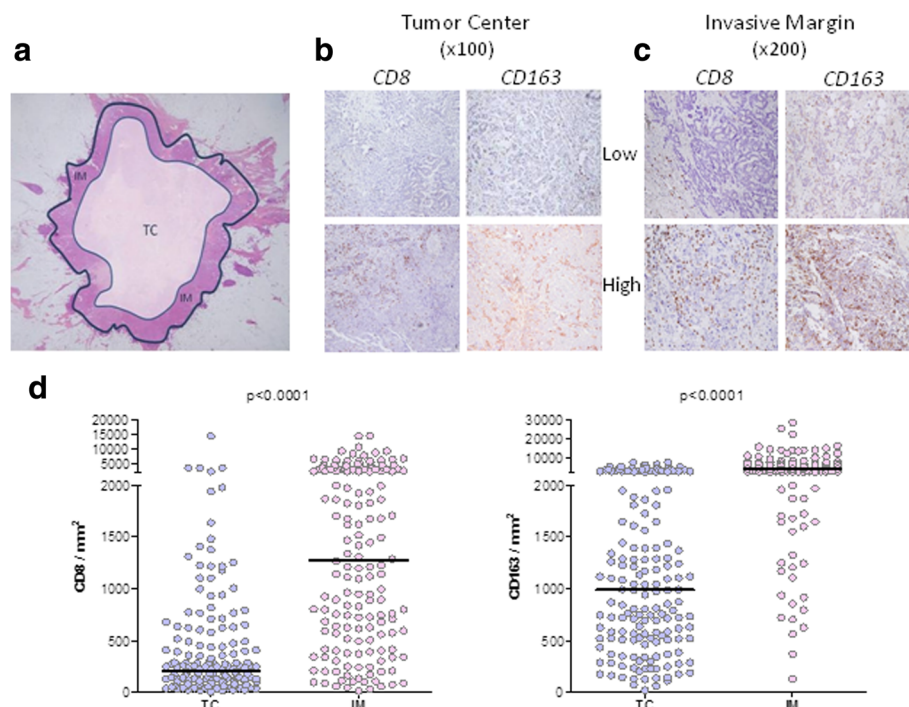 a
b
c
Tumor Center
(x100)
Invasive Margin
(x200)
CD8
CD163
CD8
CD163
Low
High
IM
TC
IM
d
p<0.0001
20000
15000
10000
5000
2000
1500
1000
500
0
CD8 / mm²
TC
IM
p<0.0001
30000
20000
10000
2000
1500
1000
500
0
CD163 / mm²
TC
IM